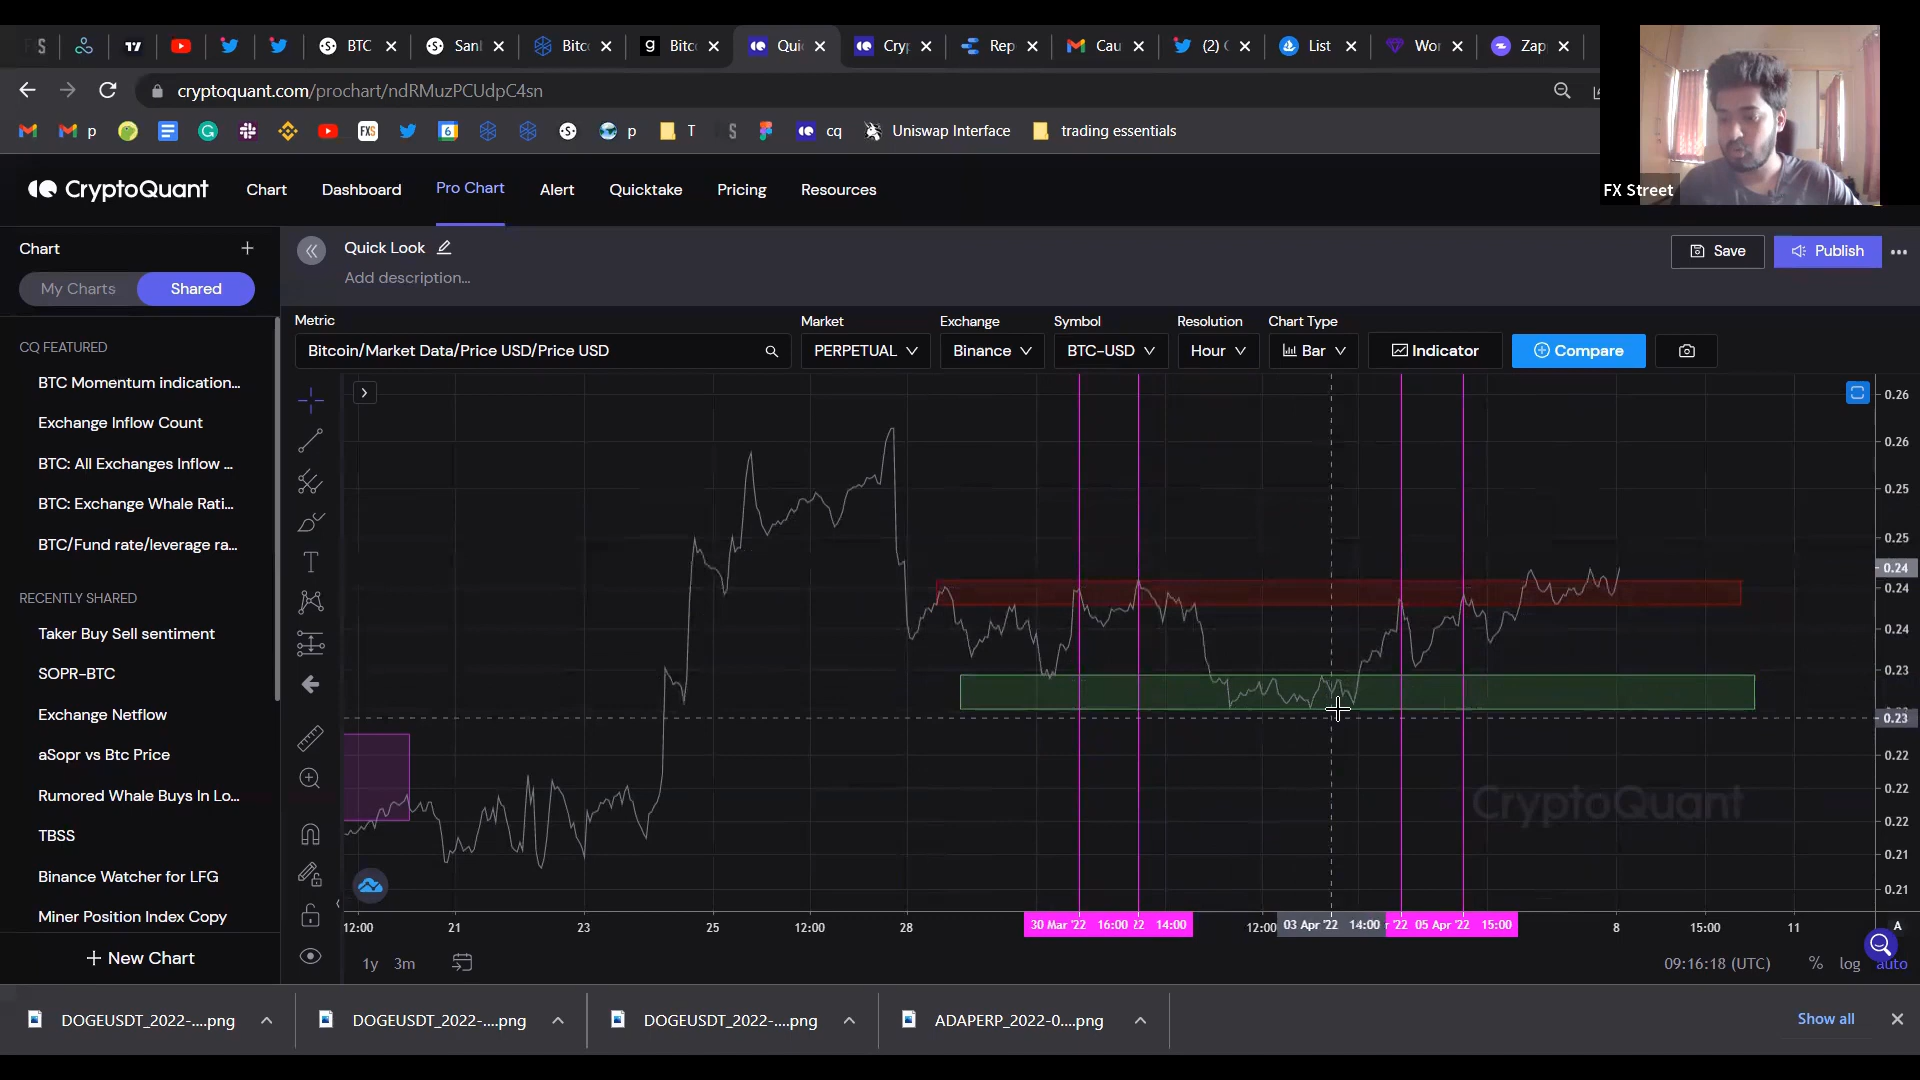 BTC
Sanl
Bitc
Bitc
Qui
Cryp
Rep
Cau
(2)
List
Wor
Zap
cryptoquant.com/prochart/ndRMuzPCUdpC4sn
p
FXS
6
p
T
cq
Uniswap Interface
trading essentials
FX Street
CryptoQuant
Chart
Dashboard
Pro Chart
Alert
Quicktake
Pricing
Resources
Chart
My Charts
Shared
CQ FEATURED
BTC Momentum indication...
Exchange Inflow Count
BTC: All Exchanges Inflow ...
BTC: Exchange Whale Rati...
BTC/Fund rate/leverage ra...
RECENTLY SHARED
Taker Buy Sell sentiment
SOPR-BTC
Exchange Netflow
aSopr vs Btc Price
Rumored Whale Buys In Lo...
TBSS
Binance Watcher for LFG
Miner Position Index Copy
+ New Chart
Quick Look
Add description...
Save
Publish
Metric
Bitcoin/Market Data/Price USD/Price USD
Market
PERPETUAL
Exchange
Binance
Symbol
BTC-USD
Resolution
Hour
Chart Type
Bar
Indicator
Compare
0.26
0.26
0.25
0.25
0.24
0.24
0.24
0.23
0.23
0.22
0.22
0.22
0.21
0.21
CryptoQuant
12:00
21
23
25
12:00
28
30 Mar '22 16:00
22 14:00
12:00
03 Apr '22 14:00
'22
05 Apr '22 15:00
8
15:00
11
A
1y
3m
09:16:18 (UTC)
%
log
auto
DOGEUSDT_2022-....png
DOGEUSDT_2022-....png
DOGEUSDT_2022-....png
ADAPERP_2022-0....png
Show all